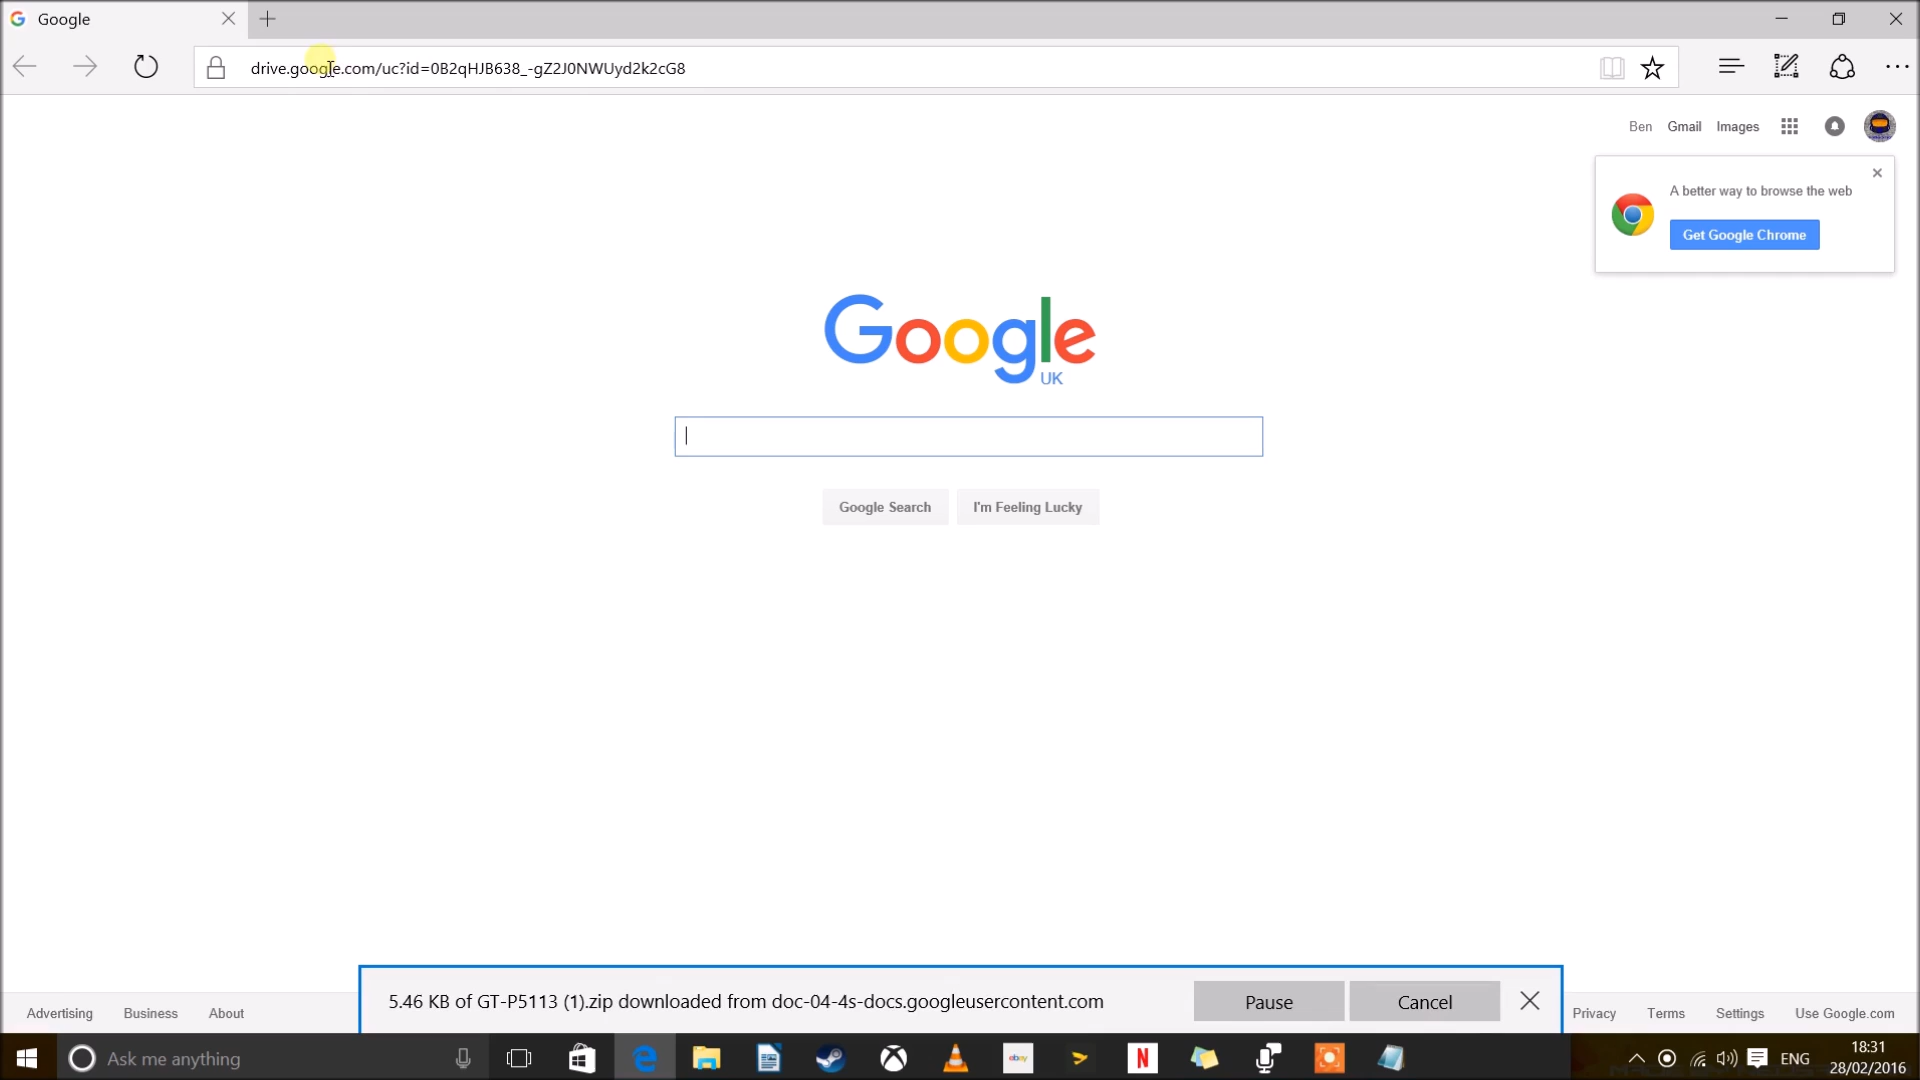 Google
drive.google.com/uc?id=0B2qHJB638_-gZ2J0NWUyd2k2cG8
Ben Gmail Images
A better way to browse the web
Get Google Chrome
Google
UK
Google Search I'm Feeling Lucky
5.46 KB of GT-P5113 (1).zip downloaded from doc-04-4s-docs.googleusercontent.com Pause Cancel
Advertising Business About Privacy Terms Settings Use Google.com
Ask me anything
ebay
N
ENG
18:31
28/02/2016